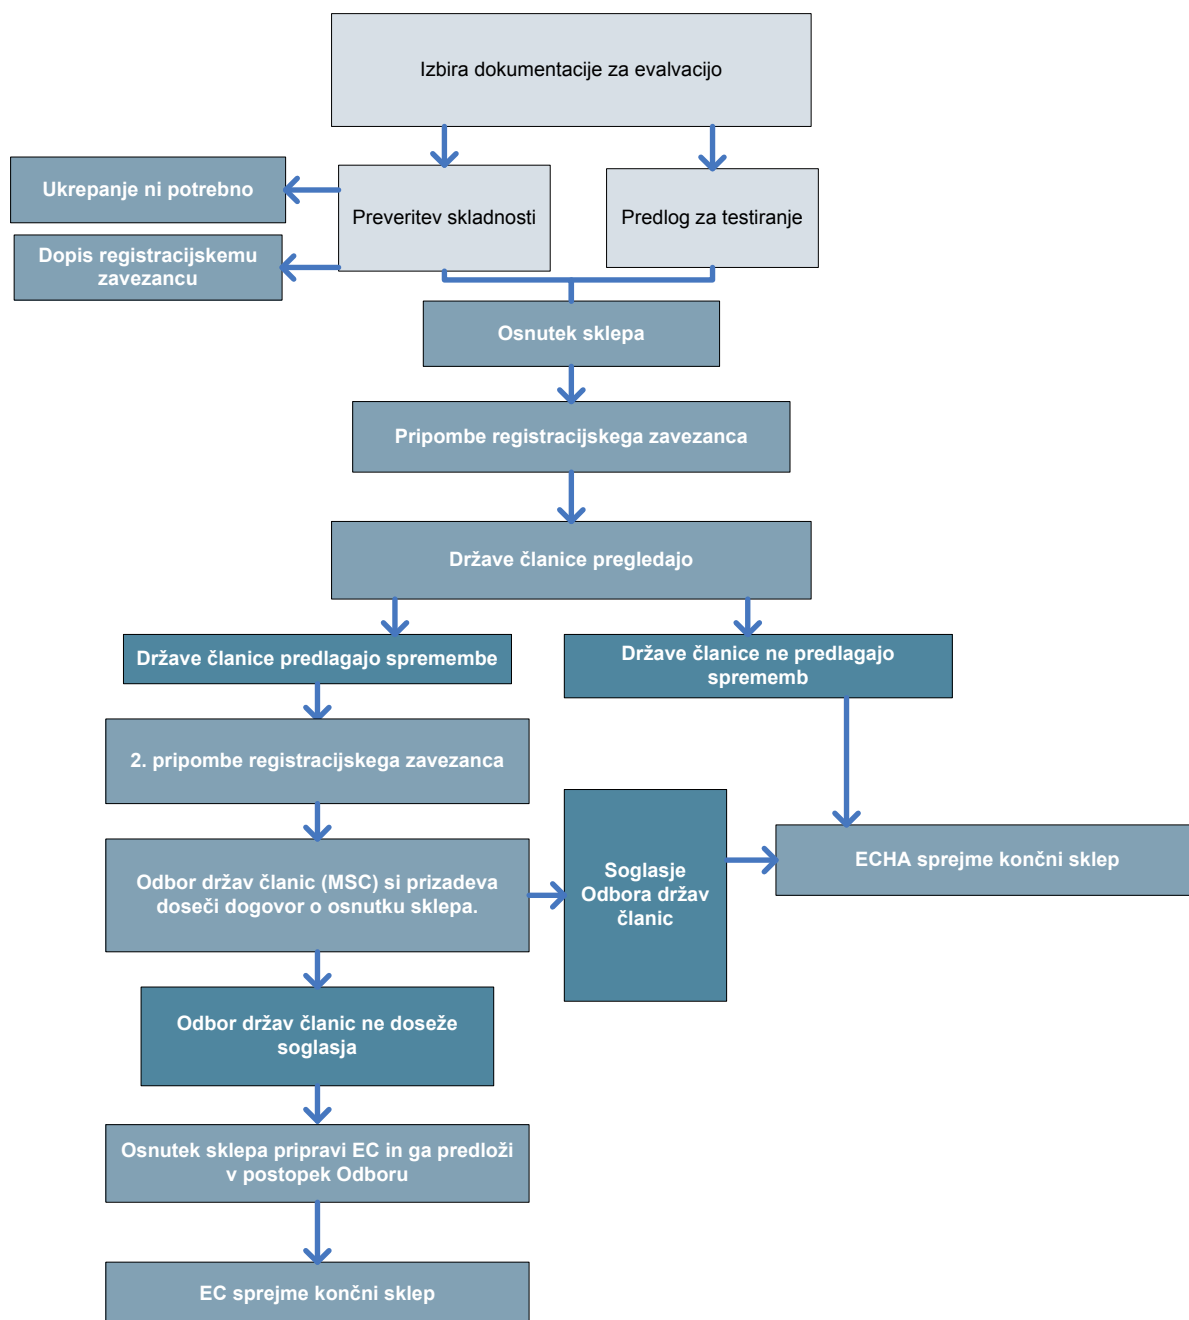 Izbira dokumentacije za evalvacijo
Ukrepanje ni potrebno
Preveritev skladnosti
Predlog za testiranje
Dopis registracijskemu
zavezancu
Osnutek sklepa
Pripombe registracijskega zavezanca
Države članice pregledajo
Države članice predlagajo spremembe
Države članice ne predlagajo
sprememb
2. pripombe registracijskega zavezanca
Odbor držav članic (MSC) si prizadeva
doseči dogovor o osnutku sklepa.
Soglasje
Odbora držav
članic
ECHA sprejme končni sklep
Odbor držav članic ne doseže
soglasja
Osnutek sklepa pripravi EC in ga predloži
v postopek Odboru
EC sprejme končni sklep